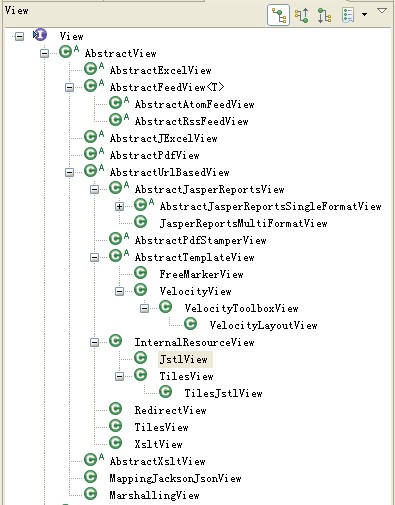 View
View
AbstractView
AbstractExcelView
AbstractFeedView<T>
AbstractAtomFeedView
AbstractRssFeedView
AbstractJExcelView
AbstractPdfView
AbstractUrlBasedView
AbstractJasperReportsView
AbstractJasperReportsSingleFormatView
JasperReportsMultiFormatView
AbstractPdfStamperView
AbstractTemplateView
FreeMarkerView
VelocityView
VelocityToolboxView
VelocityLayoutView
InternalResourceView
JstlView
TilesView
TilesJstlView
RedirectView
TilesView
XsltView
AbstractXsltView
MappingJacksonJsonView
MarshallingView